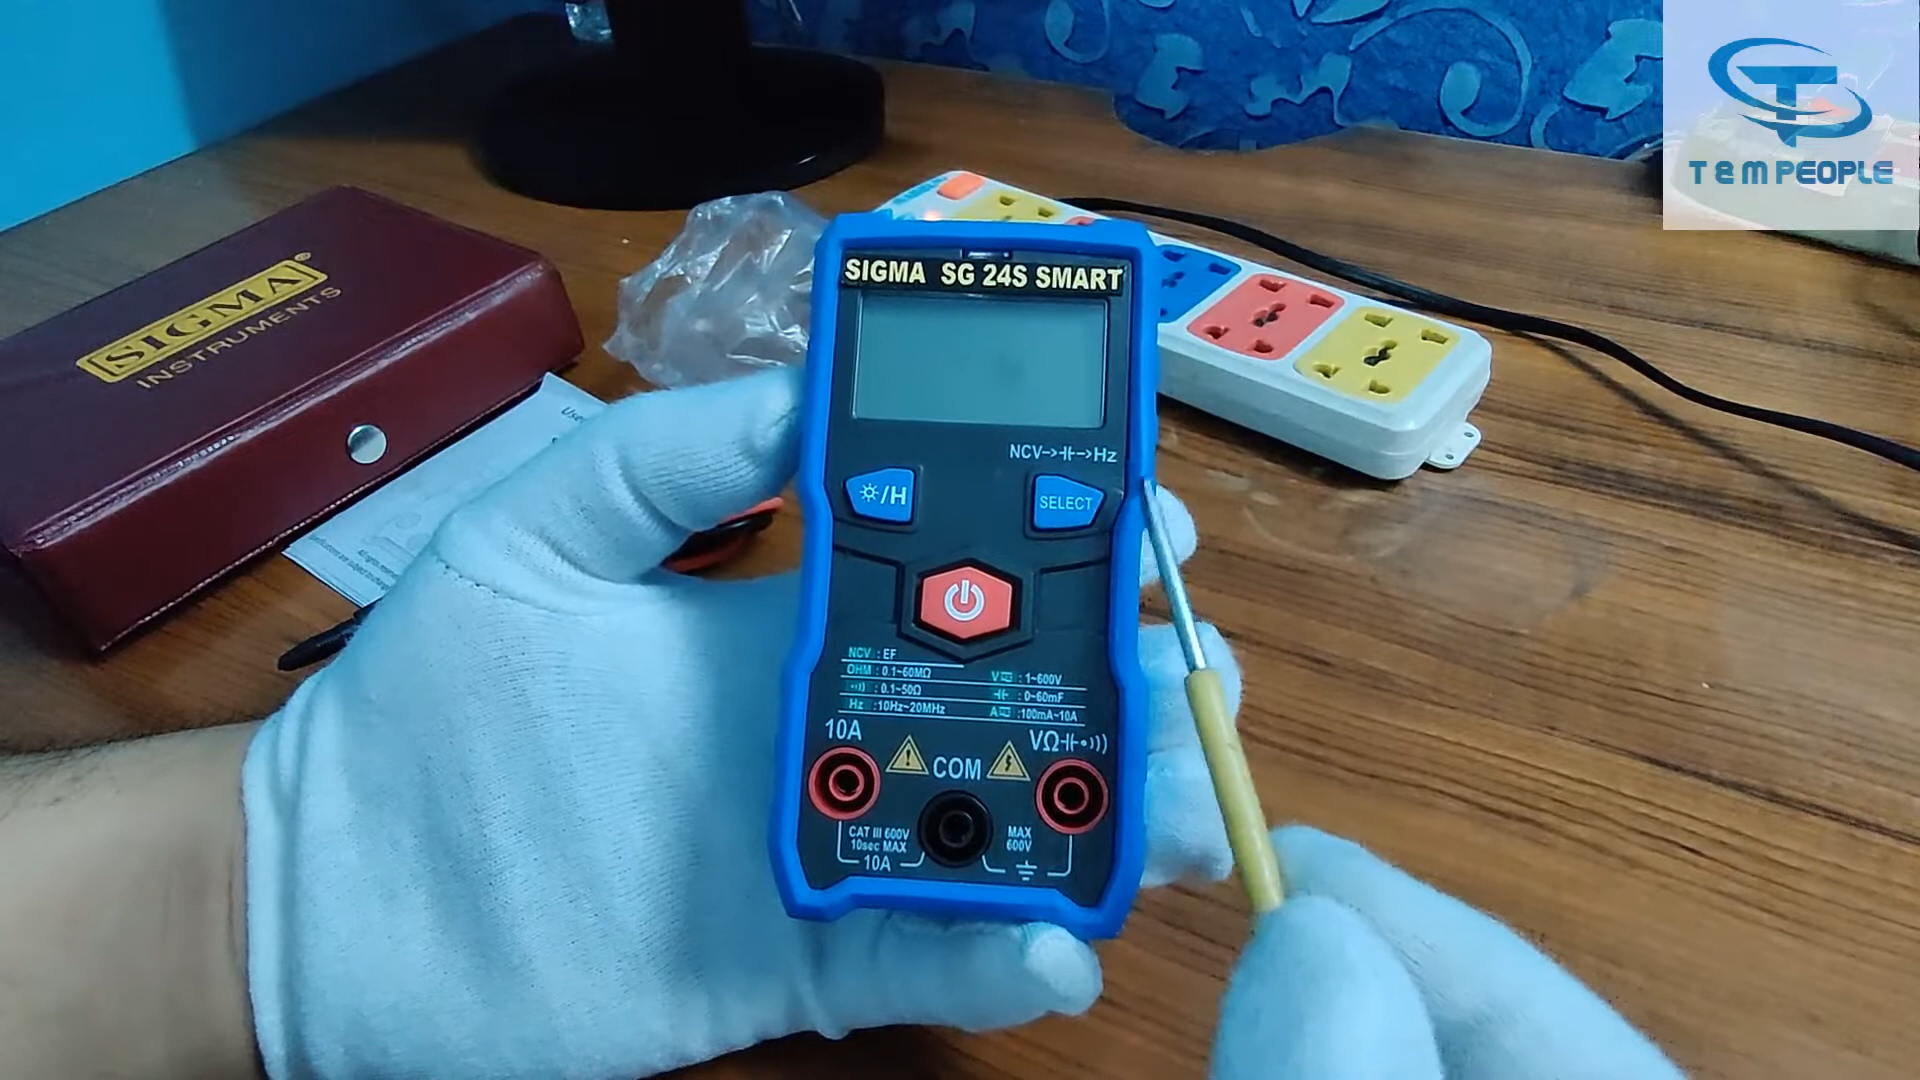 T & M PEOPLE
SIGMA®
INSTRUMENTS
SIGMA SG 24S SMART
NCV→⊣⊢→Hz
/H
SELECT
NCV : EF
OHM : 0.1~60MΩ
•))) : 0.1~50Ω
Hz :10Hz~20MHz
V : 1~600V
⊣⊢ : 0~60mF
A :100mA~10A
10A
COM
VΩ⊣⊢•)))
CAT III 600V
10sec MAX
10A
MAX
600V